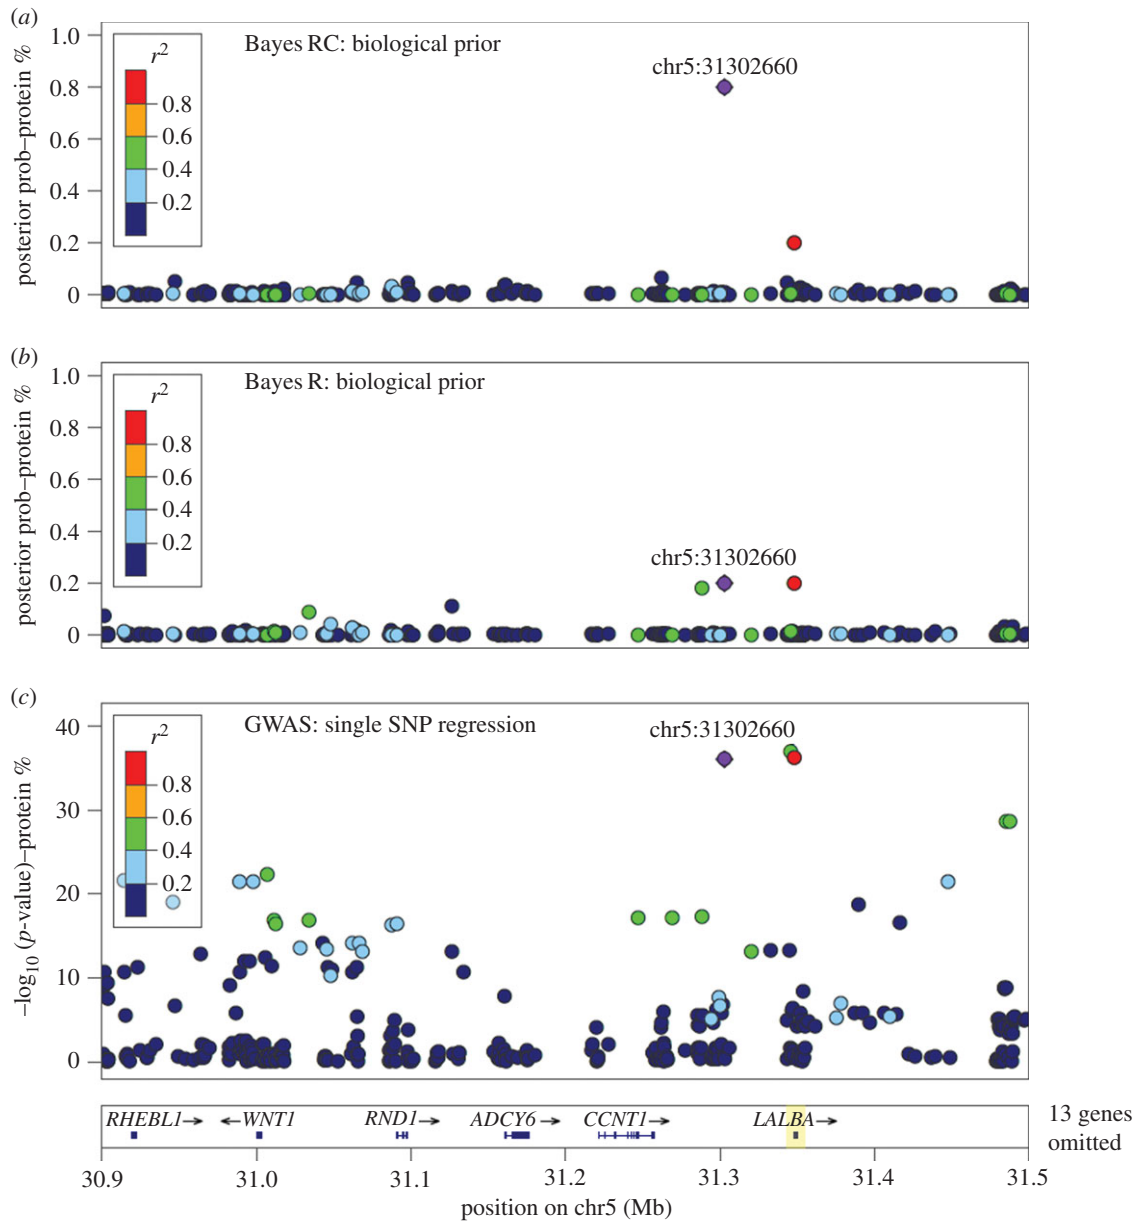 (a)
1.0
0.8
0.6
0.4
0.2
0
posterior prob–protein %
r²
0.8
0.6
0.4
0.2
Bayes RC: biological prior
chr5:31302660
(b)
1.0
0.8
0.6
0.4
0.2
0
posterior prob–protein %
r²
0.8
0.6
0.4
0.2
Bayes R: biological prior
chr5:31302660
(c)
40
30
20
10
0
–log₁₀ (p-value)–protein %
r²
0.8
0.6
0.4
0.2
GWAS: single SNP regression
chr5:31302660
RHEBL1→ ←WNT1 RND1→ ADCY6→ CCNT1→ LALBA→
13 genes
omitted
30.9 31.0 31.1 31.2 31.3 31.4 31.5
position on chr5 (Mb)